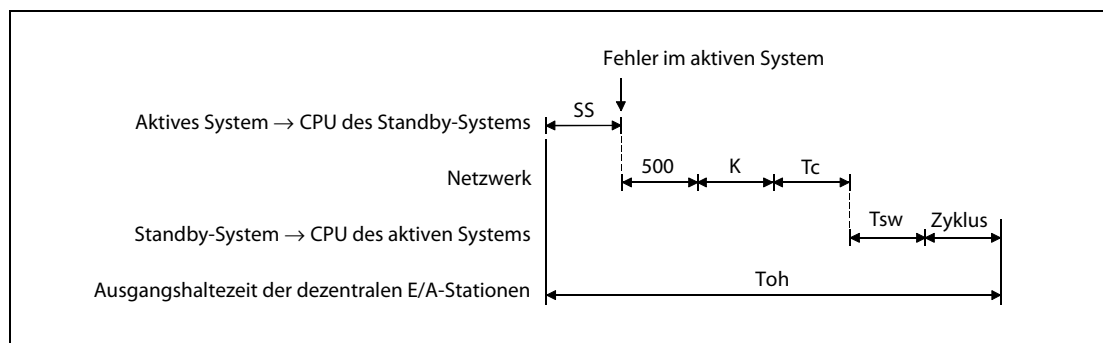 Fehler im aktiven System
Aktives System → CPU des Standby-Systems
SS
Netzwerk
500
K
Tc
Standby-System → CPU des aktiven Systems
Tsw
Zyklus
Ausgangshaltezeit der dezentralen E/A-Stationen
Toh